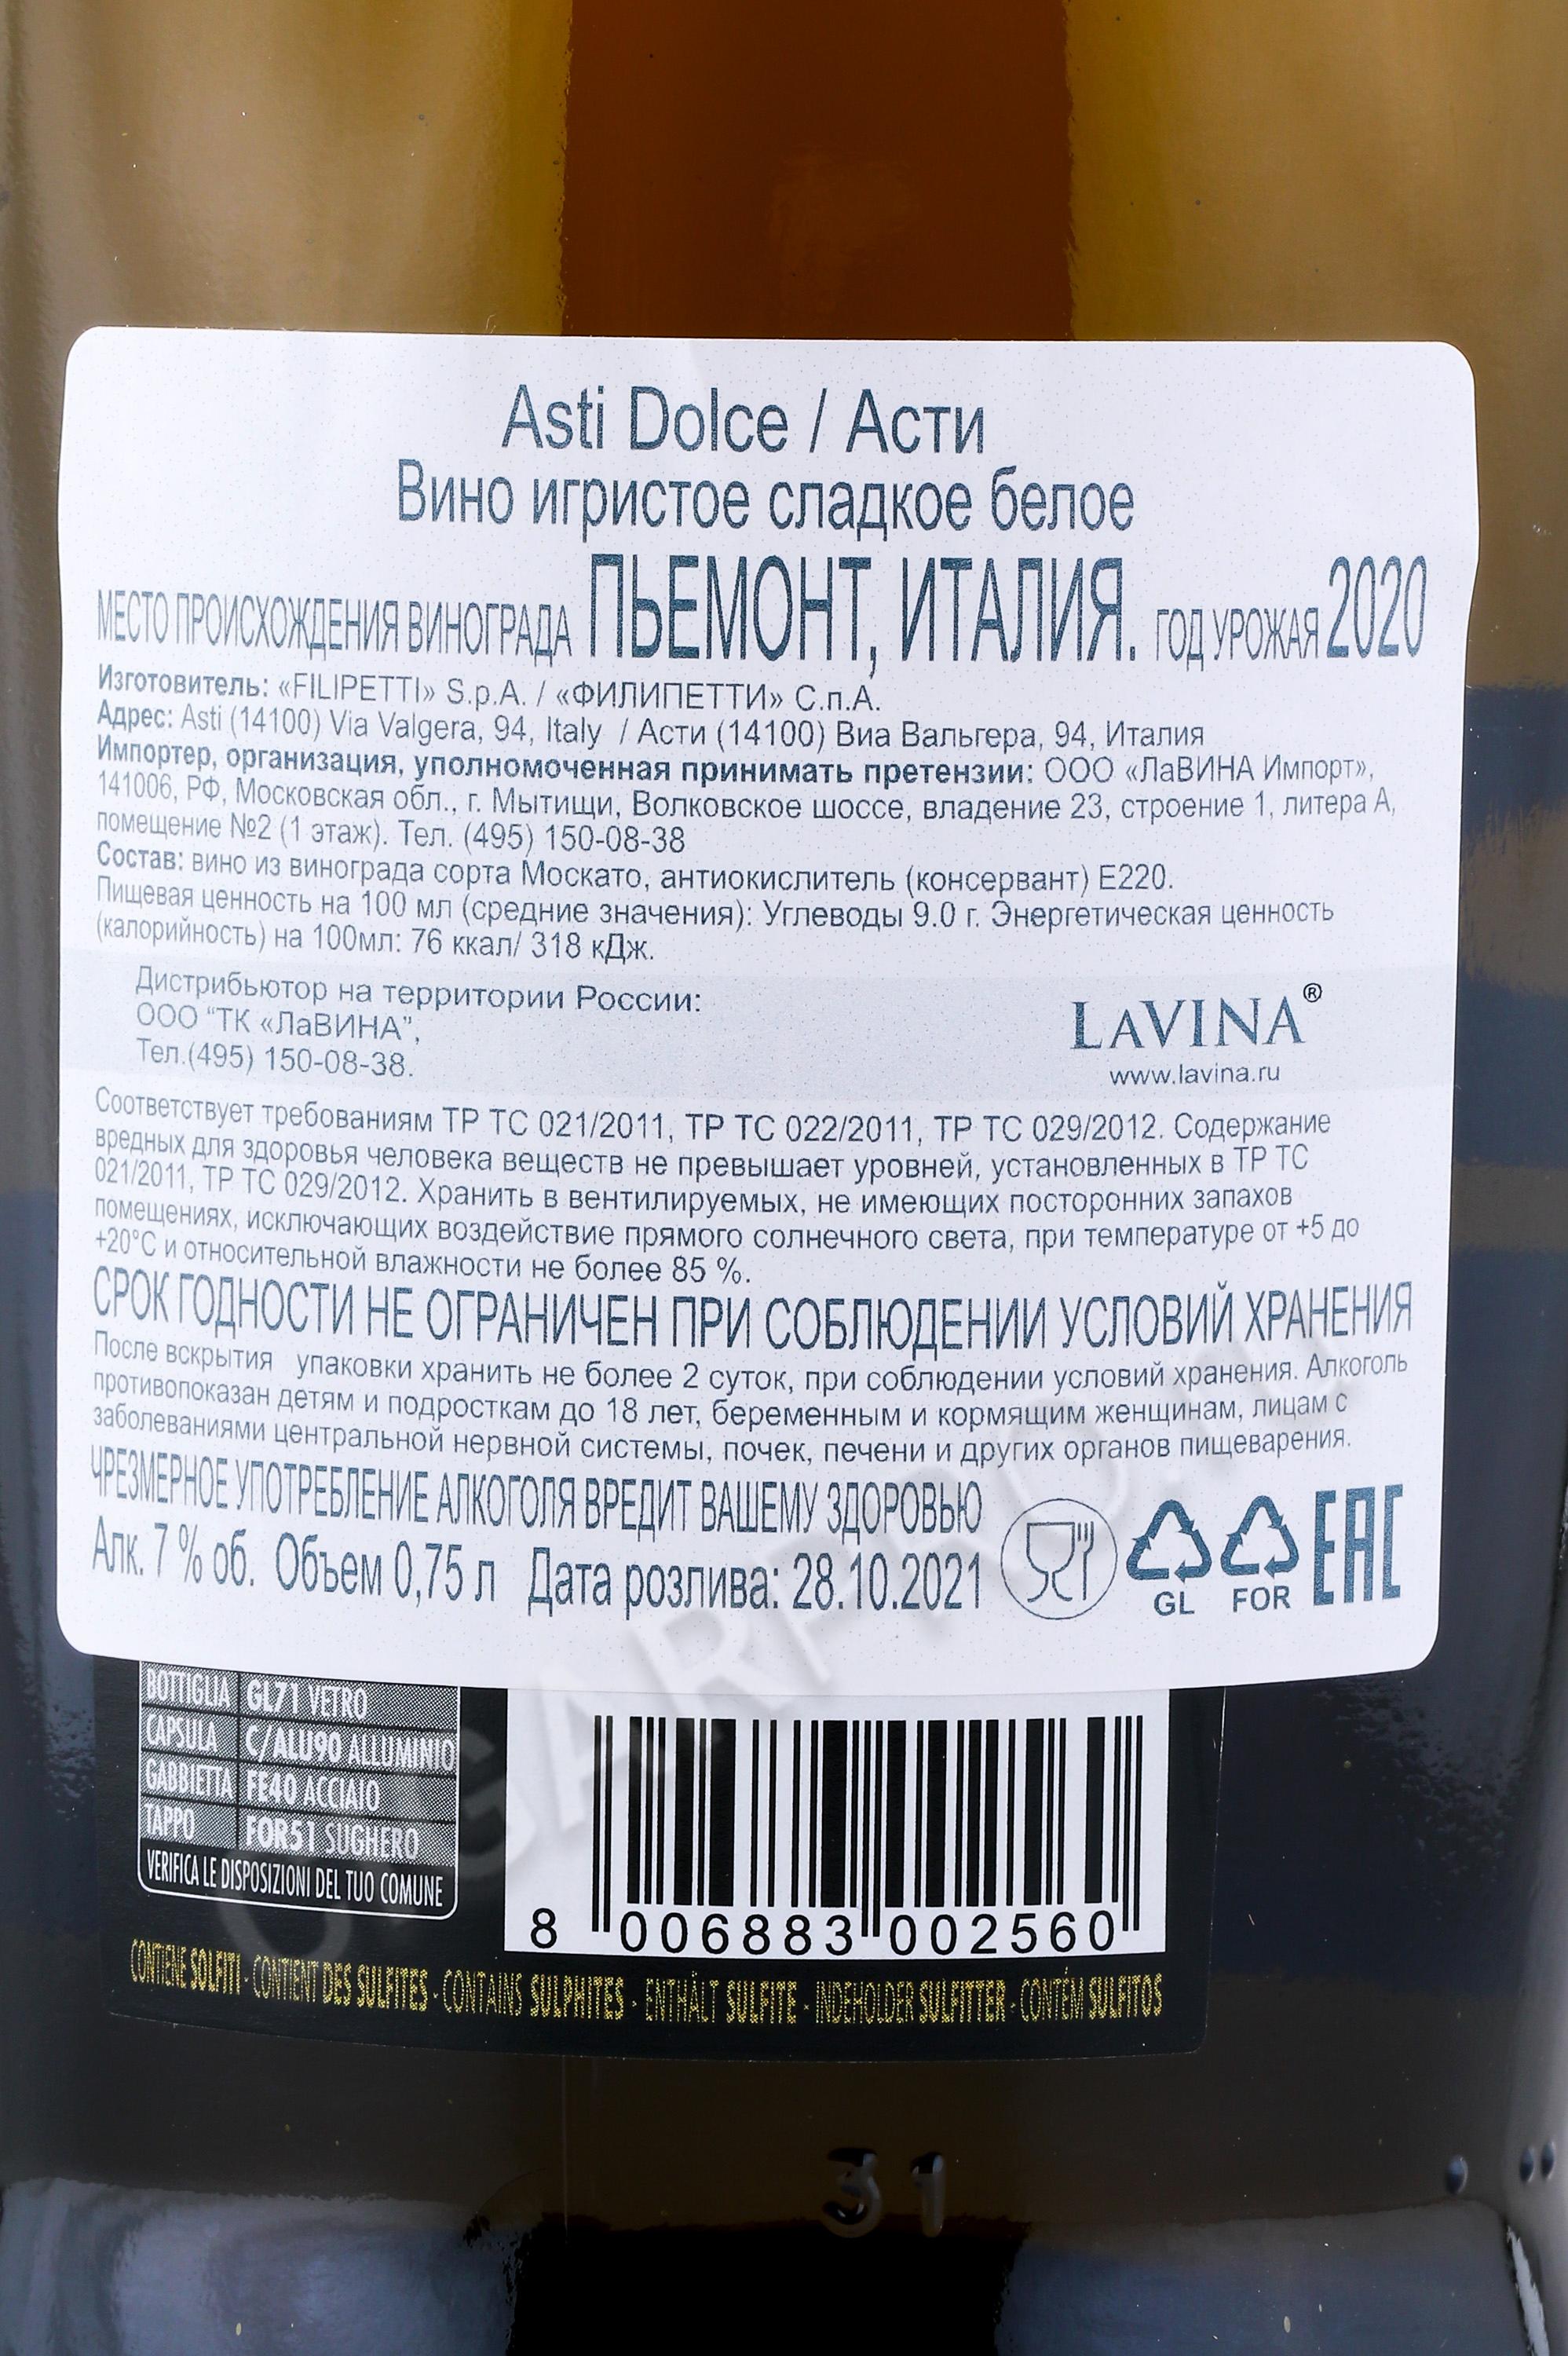 Asti Dolce / Асти
Вино игристое сладкое белое
МЕСТО ПРОИСХОЖДЕНИЯ ВИНОГРАДА ПЬЕМОНТ, ИТАЛИЯ. ГОД УРОЖАЯ 2020
Изготовитель: «FILIPETTI» S.p.A. / «ФИЛИПЕТТИ» С.п.А.
Адрес: Asti (14100) Via Valgera, 94, Italy / Асти (14100) Виа Вальгера, 94, Италия
Импортер, организация, уполномоченная принимать претензии: ООО «ЛаВИНА Импорт»,
141006, РФ, Московская обл., г. Мытищи, Волковское шоссе, владение 23, строение 1, литера А,
помещение №2 (1 этаж). Тел. (495) 150-08-38
Состав: вино из винограда сорта Москато, антиокислитель (консервант) Е220.
Пищевая ценность на 100 мл (средние значения): Углеводы 9.0 г. Энергетическая ценность
(калорийность) на 100мл: 76 ккал/ 318 кДж.
Дистрибьютор на территории России:
ООО "ТК «ЛаВИНА",
Тел.(495) 150-08-38.
LAVINA®
www.lavina.ru
Соответствует требованиям ТР ТС 021/2011, ТР ТС 022/2011, ТР ТС 029/2012. Содержание
вредных для здоровья человека веществ не превышает уровней, установленных в ТР ТС
021/2011, ТР ТС 029/2012. Хранить в вентилируемых, не имеющих посторонних запахов
помещениях, исключающих воздействие прямого солнечного света, при температуре от +5 до
+20°С и относительной влажности не более 85 %.
СРОК ГОДНОСТИ НЕ ОГРАНИЧЕН ПРИ СОБЛЮДЕНИИ УСЛОВИЙ ХРАНЕНИЯ
После вскрытия упаковки хранить не более 2 суток, при соблюдении условий хранения. Алкоголь
противопоказан детям и подросткам до 18 лет, беременным и кормящим женщинам, лицам с
заболеваниями центральной нервной системы, почек, печени и других органов пищеварения.
ЧРЕЗМЕРНОЕ УПОТРЕБЛЕНИЕ АЛКОГОЛЯ ВРЕДИТ ВАШЕМУ ЗДОРОВЬЮ
Алк. 7 % об. Объем 0,75 л Дата розлива: 28.10.2021
GL FOR EAC
BOTTIGLIA GL71 VETRO
CAPSULA C/ALU90 ALLUMINIO
GABBIETTA FE40 ACCIAIO
TAPPO FOR51 SUGHERO
VERIFICA LE DISPOSIZIONI DEL TUO COMUNE
8 006883 002560
CONTIENE SOLFITI - CONTIENT DES SULFITES - CONTAINS SULPHITES - ENTHÄLT SULFITE - INDEHOLDER SULFITTER - CONTÉM SULFITOS
31